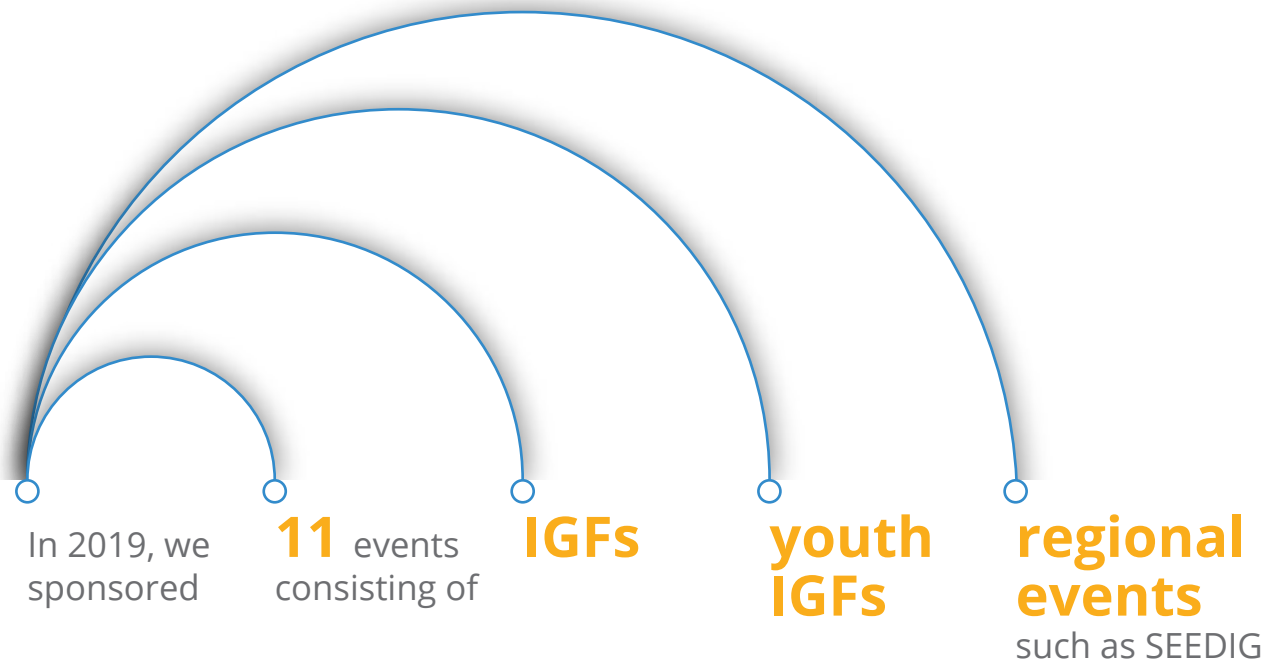 In 2019, we
sponsored
11 events
consisting of
IGFs
youth
IGFs
regional
events
such as SEEDIG